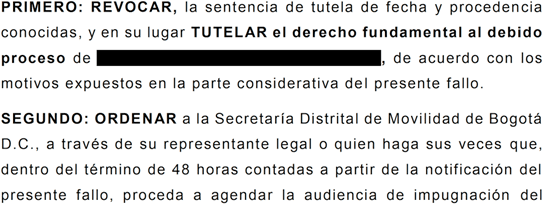 PRIMERO: REVOCAR, la sentencia de tutela de fecha y procedencia
conocidas, y en su lugar TUTELAR el derecho fundamental al debido
proceso de , de acuerdo con los
motivos expuestos en la parte considerativa del presente fallo.
SEGUNDO: ORDENAR a la Secretaría Distrital de Movilidad de Bogotá
D.C., a través de su representante legal o quien haga sus veces que,
dentro del término de 48 horas contadas a partir de la notificación del
presente fallo, proceda a agendar la audiencia de impugnación del